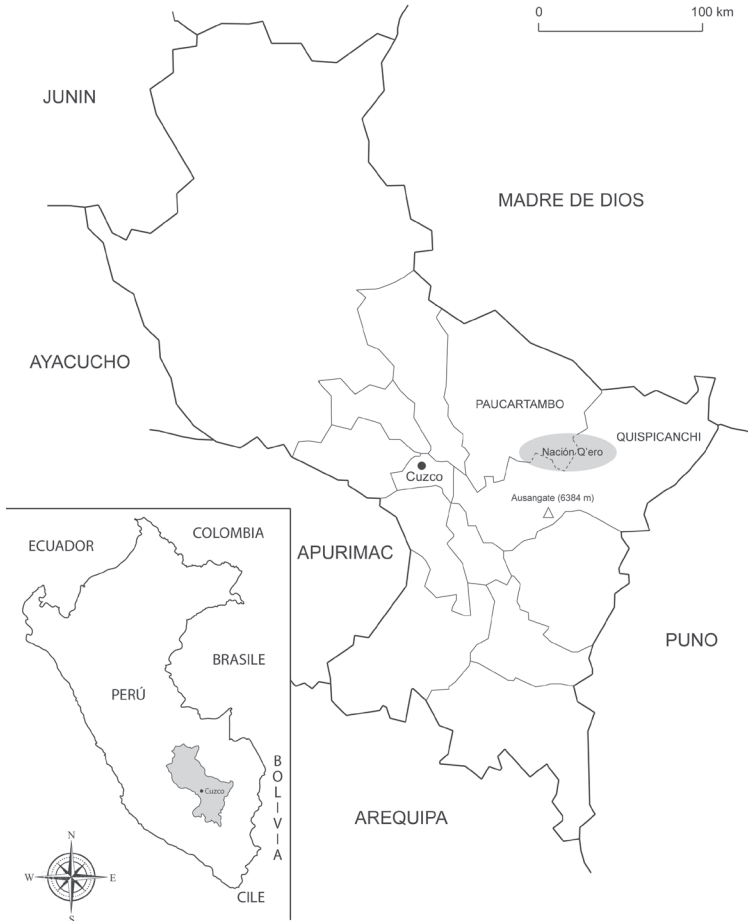 0 100 km
JUNIN
MADRE DE DIOS
AYACUCHO
PAUCARTAMBO
QUISPICANCHI
Nación Q'ero
Cuzco
Ausangate (6384 m)
APURIMAC
PUNO
AREQUIPA
COLOMBIA
ECUADOR
BRASILE
PERÚ
Cuzco
BOLIVIA
CILE
N
W E
S